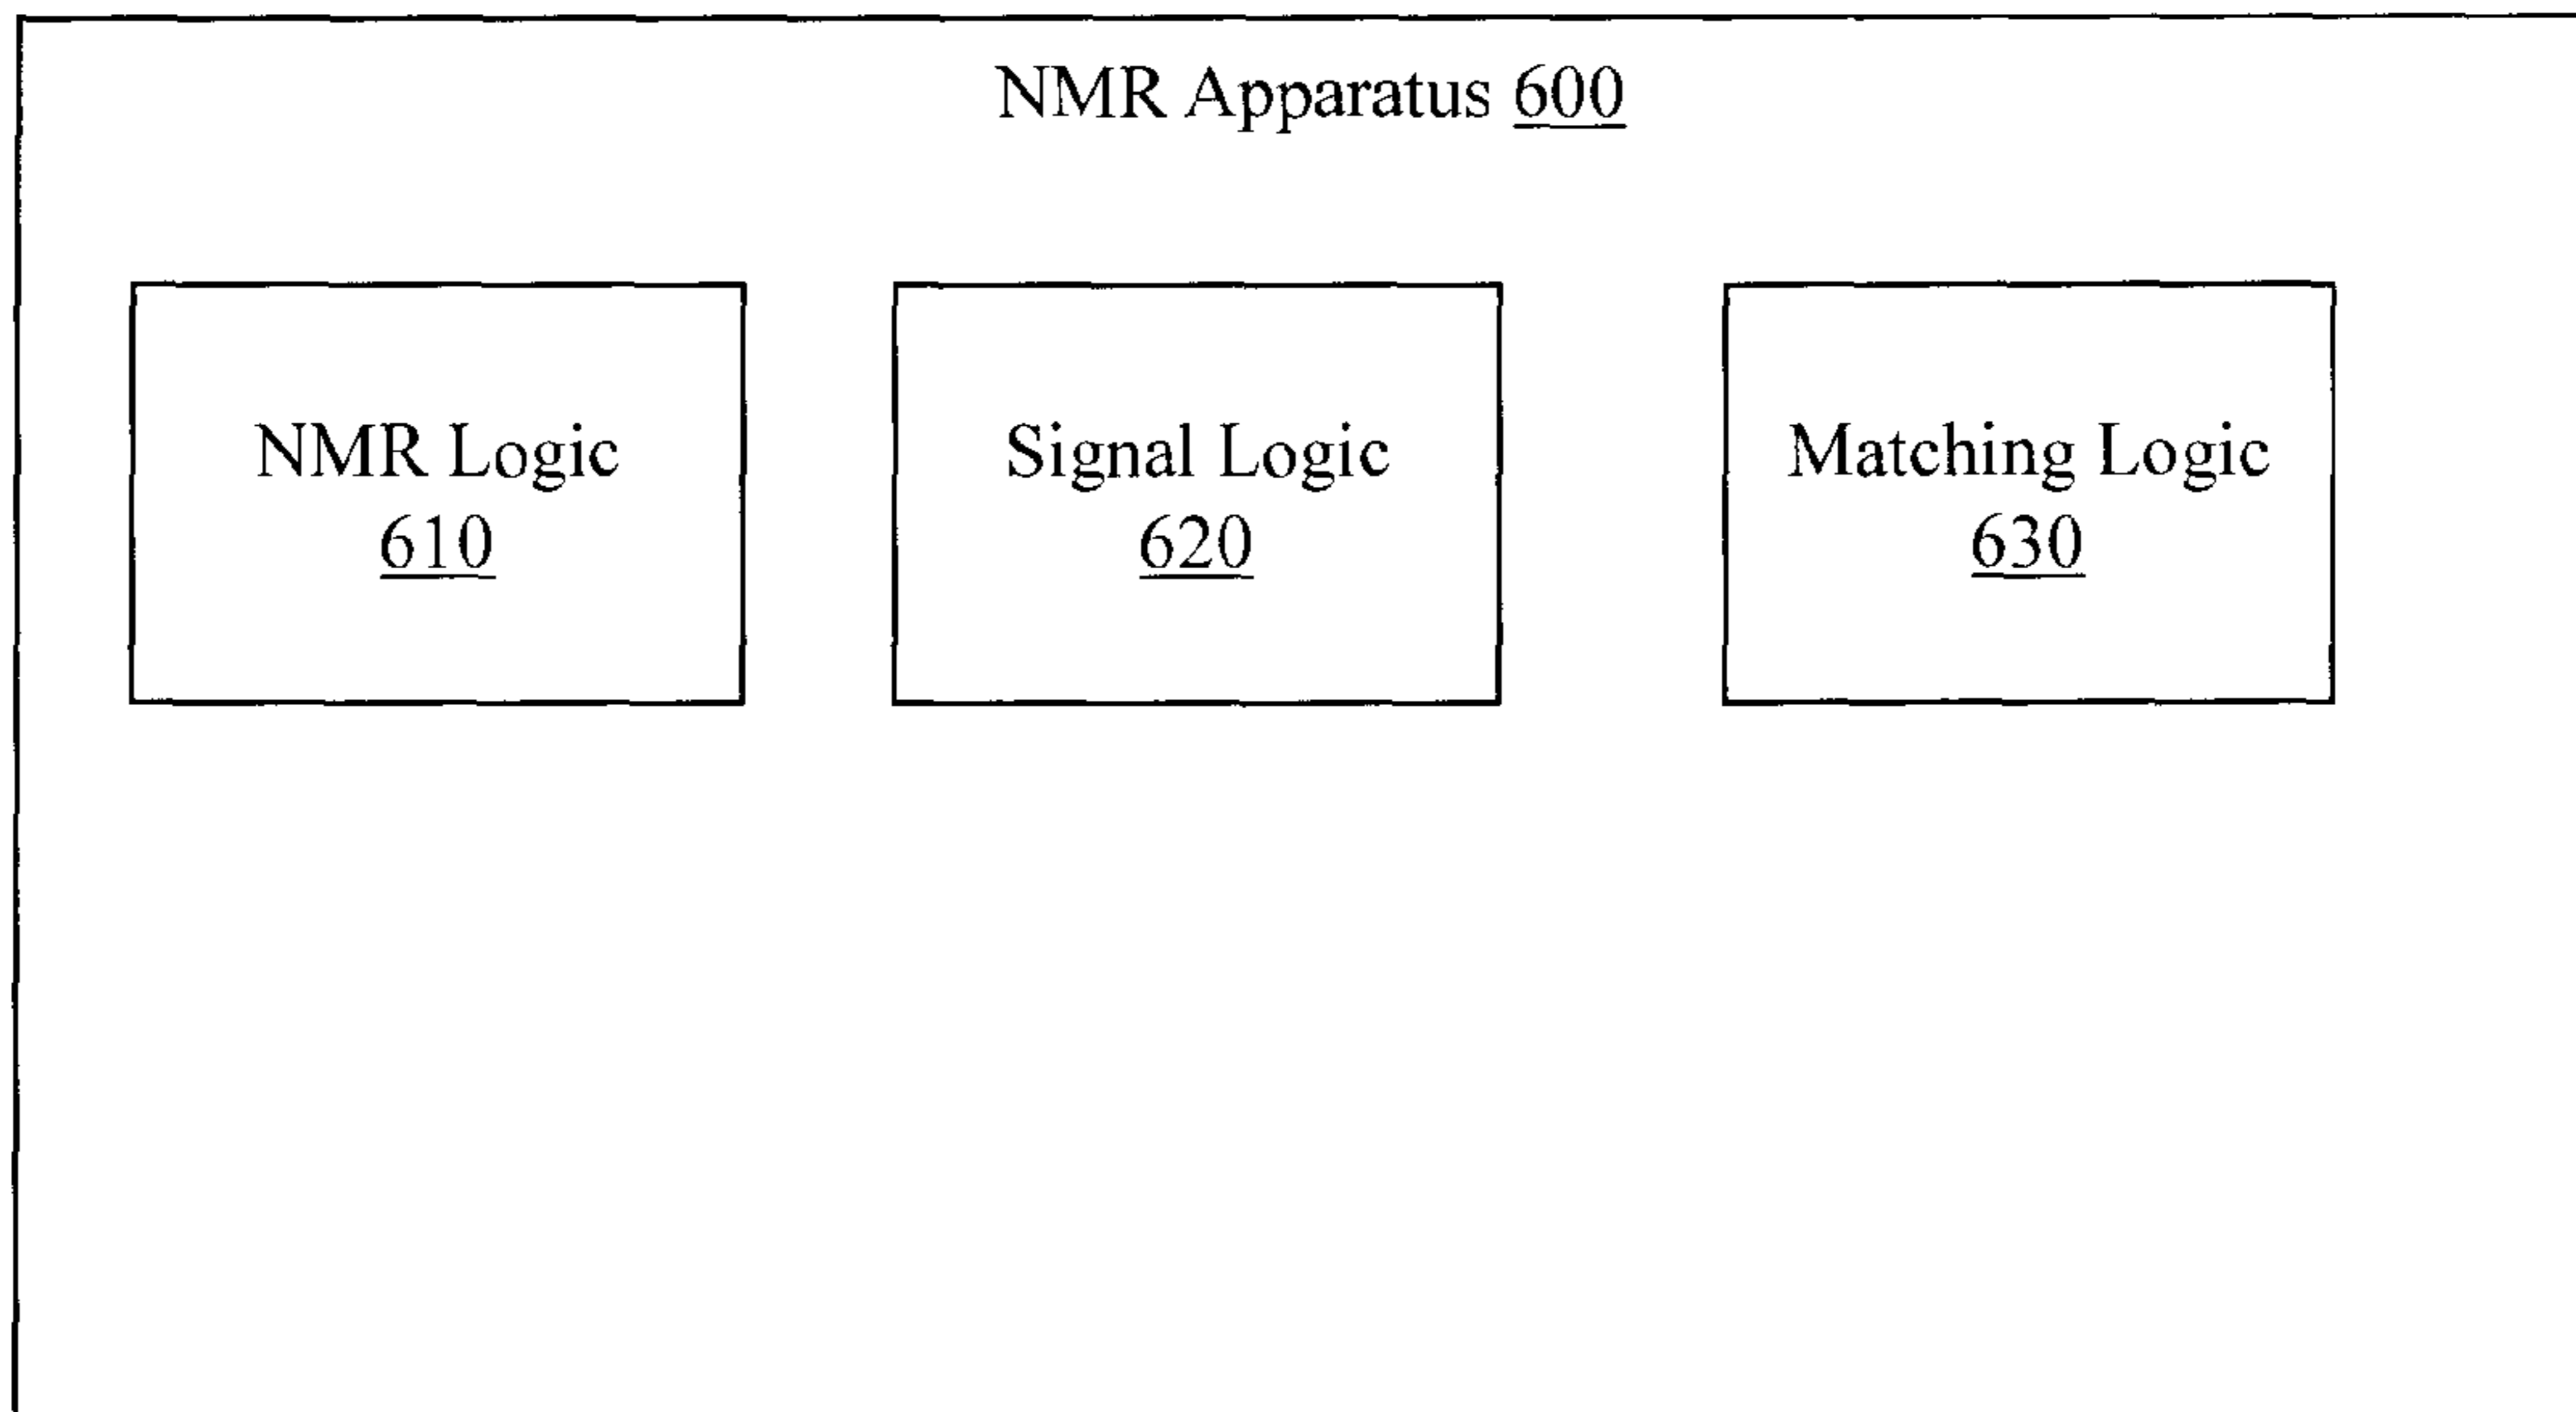 NMR Apparatus 600
NMR Logic
610
Signal Logic
620
Matching Logic
630